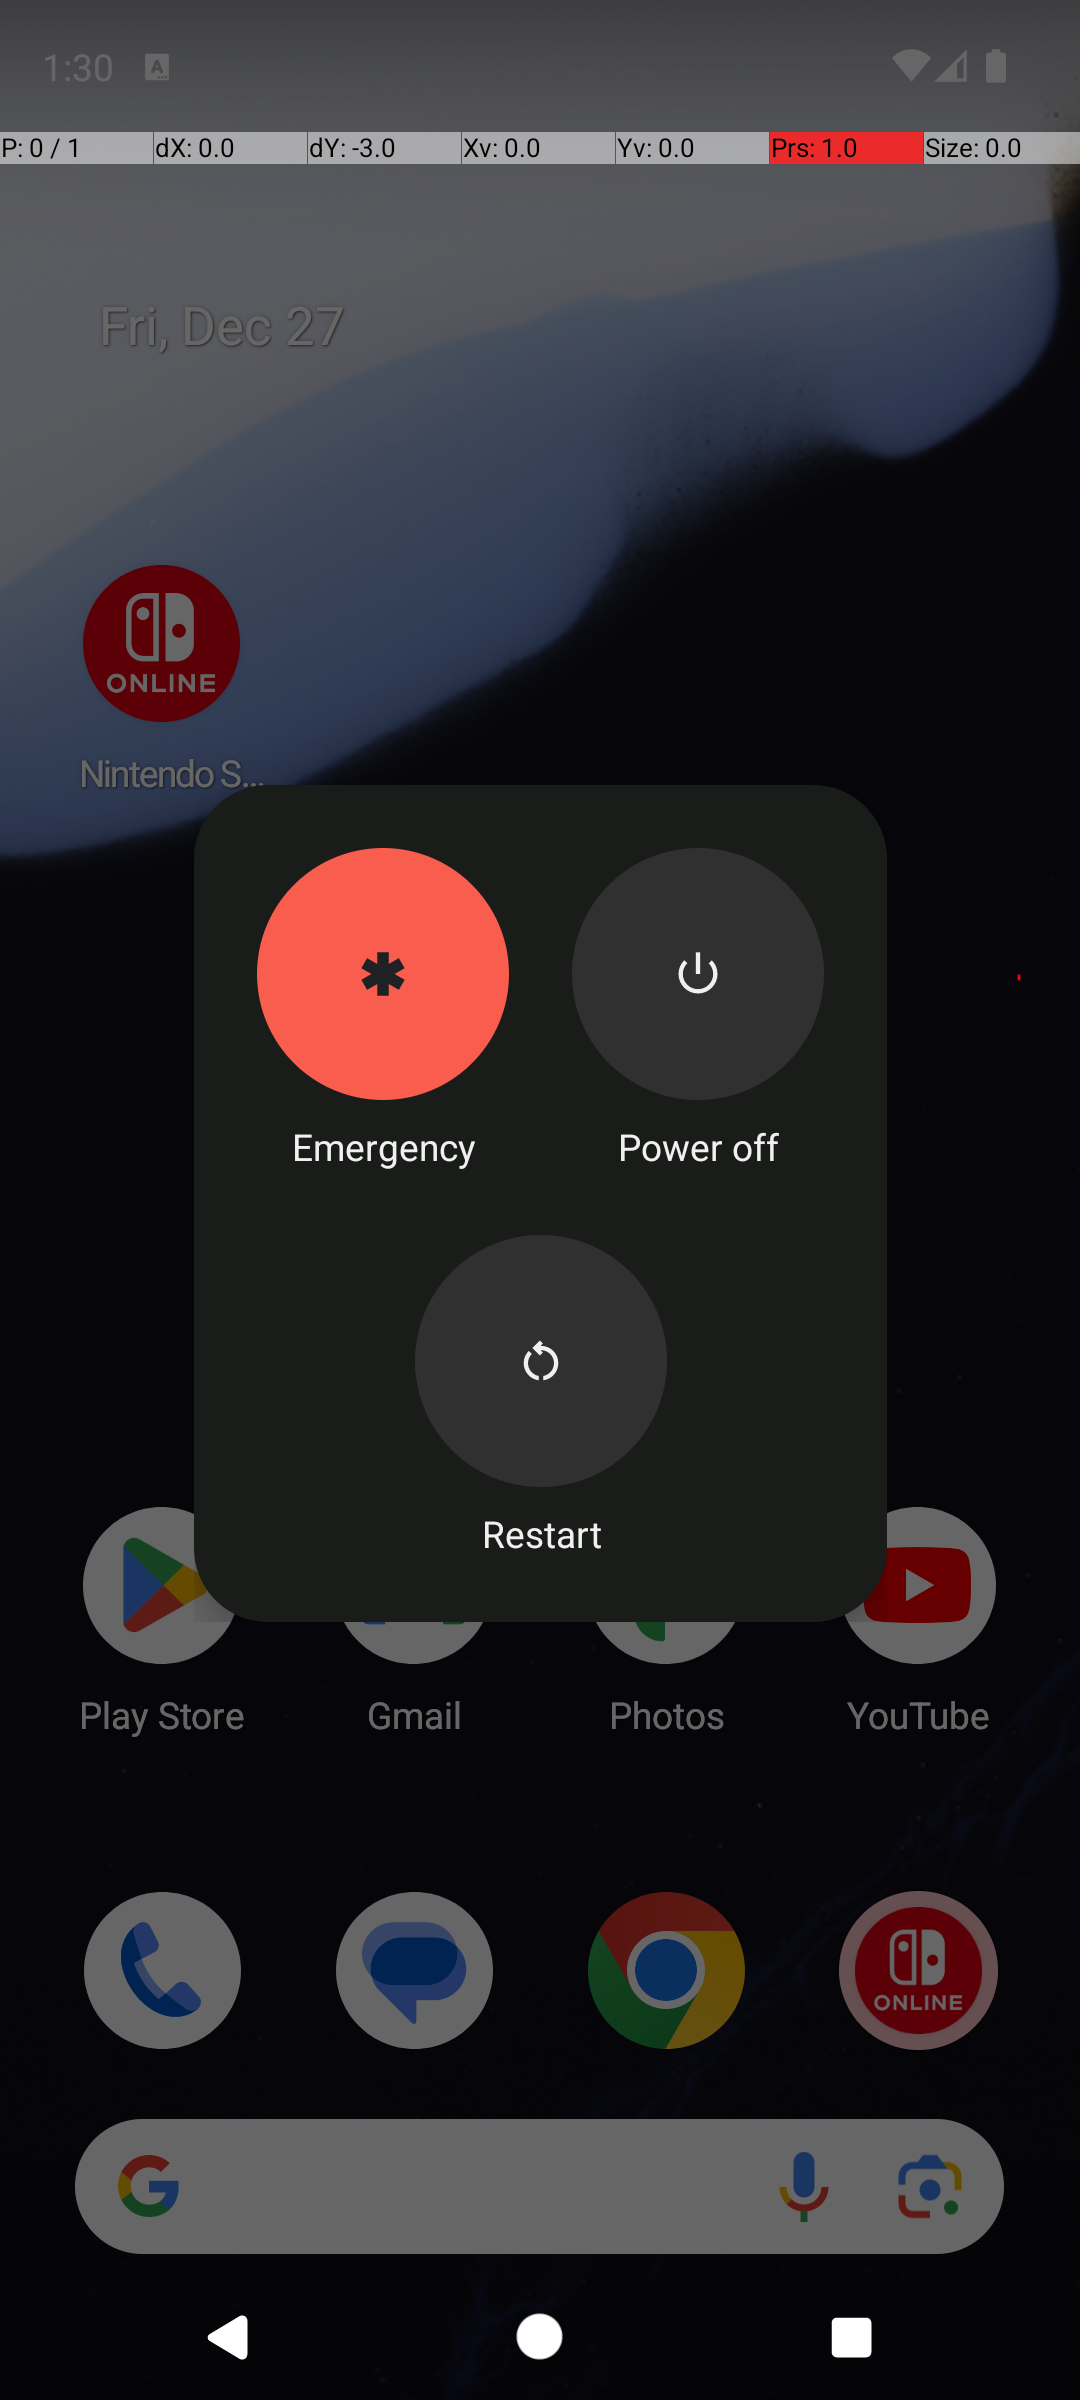 1:30
P: 0 / 1 dX: 0.0 dY: -3.0 Xv: 0.0 Yv: 0.0 Prs: 1.0 Size: 0.0
Fri, Dec 27
ONLINE
Nintendo S...
Emergency Power off
Restart
Play Store Gmail Photos YouTube
ONLINE